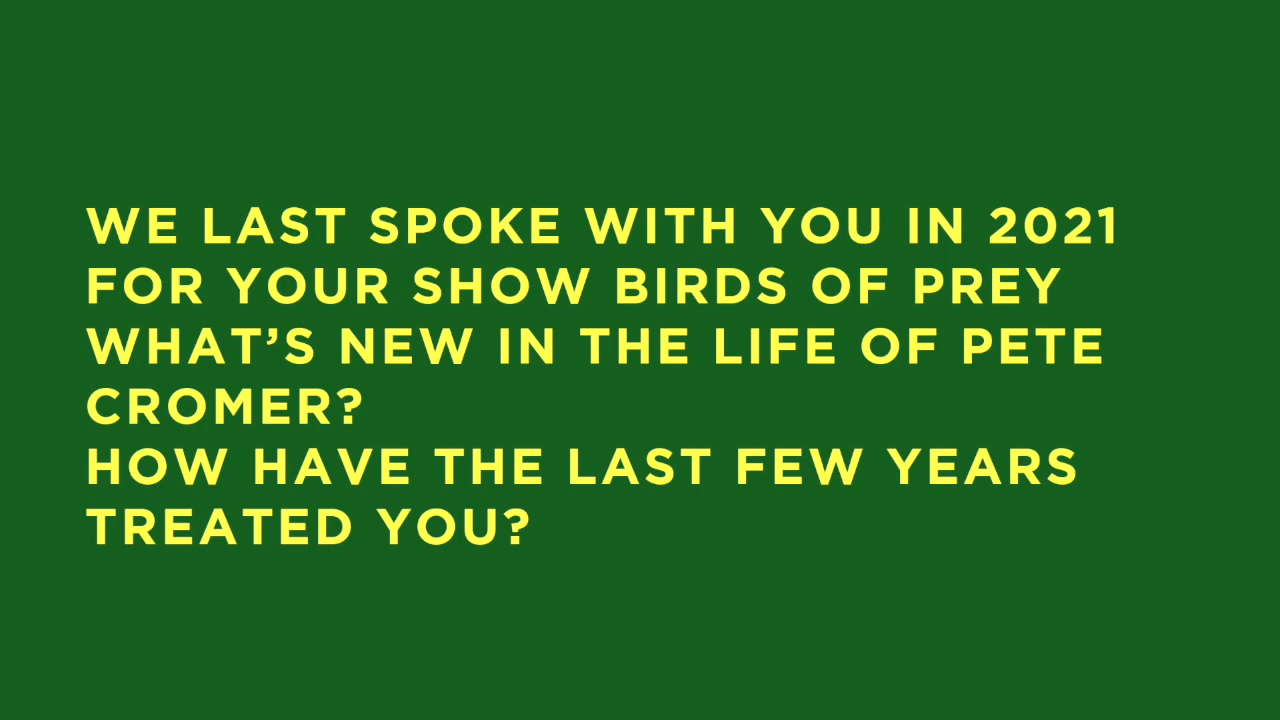 WE LAST SPOKE WITH YOU IN 2021
FOR YOUR SHOW BIRDS OF PREY
WHAT’S NEW IN THE LIFE OF PETE
CROMER?
HOW HAVE THE LAST FEW YEARS
TREATED YOU?